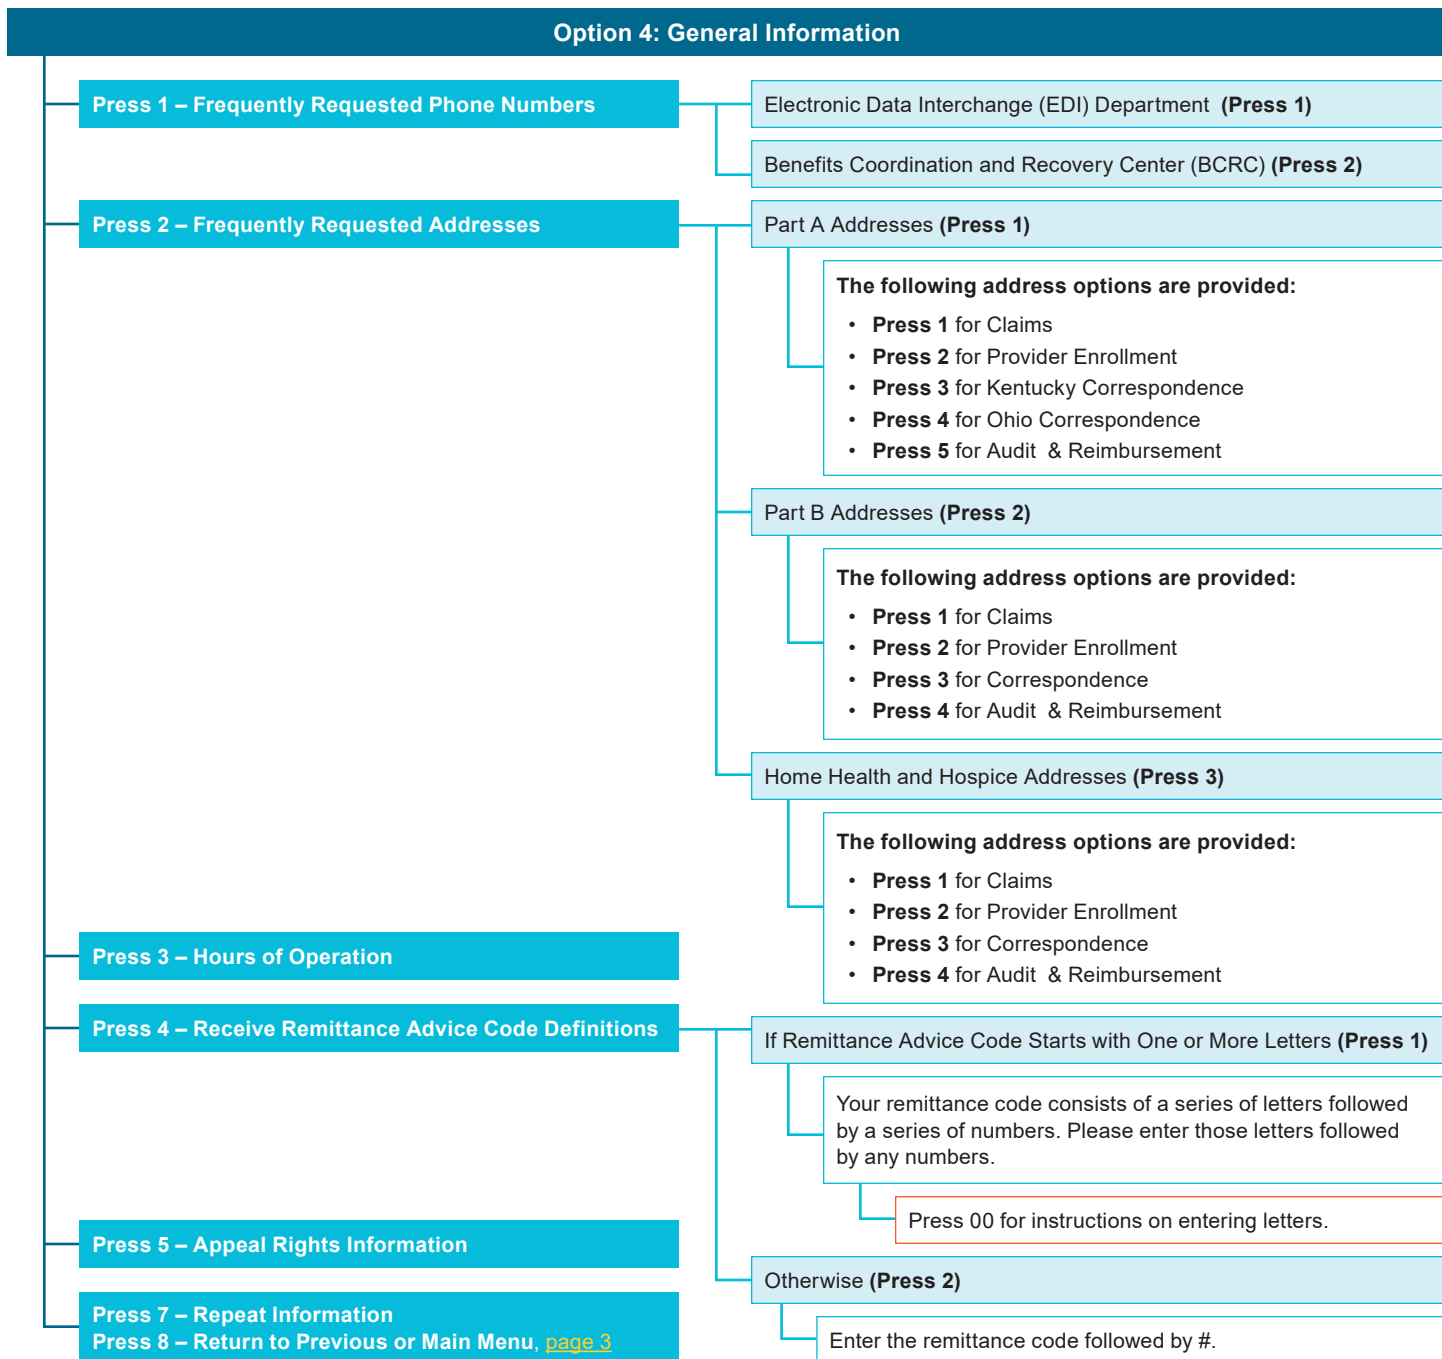 Option 4: General Information
Press 1 – Frequently Requested Phone Numbers
Electronic Data Interchange (EDI) Department (Press 1)
Benefits Coordination and Recovery Center (BCRC) (Press 2)
Press 2 – Frequently Requested Addresses
Part A Addresses (Press 1)
The following address options are provided:
• Press 1 for Claims
• Press 2 for Provider Enrollment
• Press 3 for Kentucky Correspondence
• Press 4 for Ohio Correspondence
• Press 5 for Audit & Reimbursement
Part B Addresses (Press 2)
The following address options are provided:
• Press 1 for Claims
• Press 2 for Provider Enrollment
• Press 3 for Correspondence
• Press 4 for Audit & Reimbursement
Home Health and Hospice Addresses (Press 3)
The following address options are provided:
• Press 1 for Claims
• Press 2 for Provider Enrollment
• Press 3 for Correspondence
• Press 4 for Audit & Reimbursement
Press 3 – Hours of Operation
Press 4 – Receive Remittance Advice Code Definitions
If Remittance Advice Code Starts with One or More Letters (Press 1)
Your remittance code consists of a series of letters followed
by a series of numbers. Please enter those letters followed
by any numbers.
Press 00 for instructions on entering letters.
Otherwise (Press 2)
Enter the remittance code followed by #.
Press 5 – Appeal Rights Information
Press 7 – Repeat Information
Press 8 – Return to Previous or Main Menu, page 3